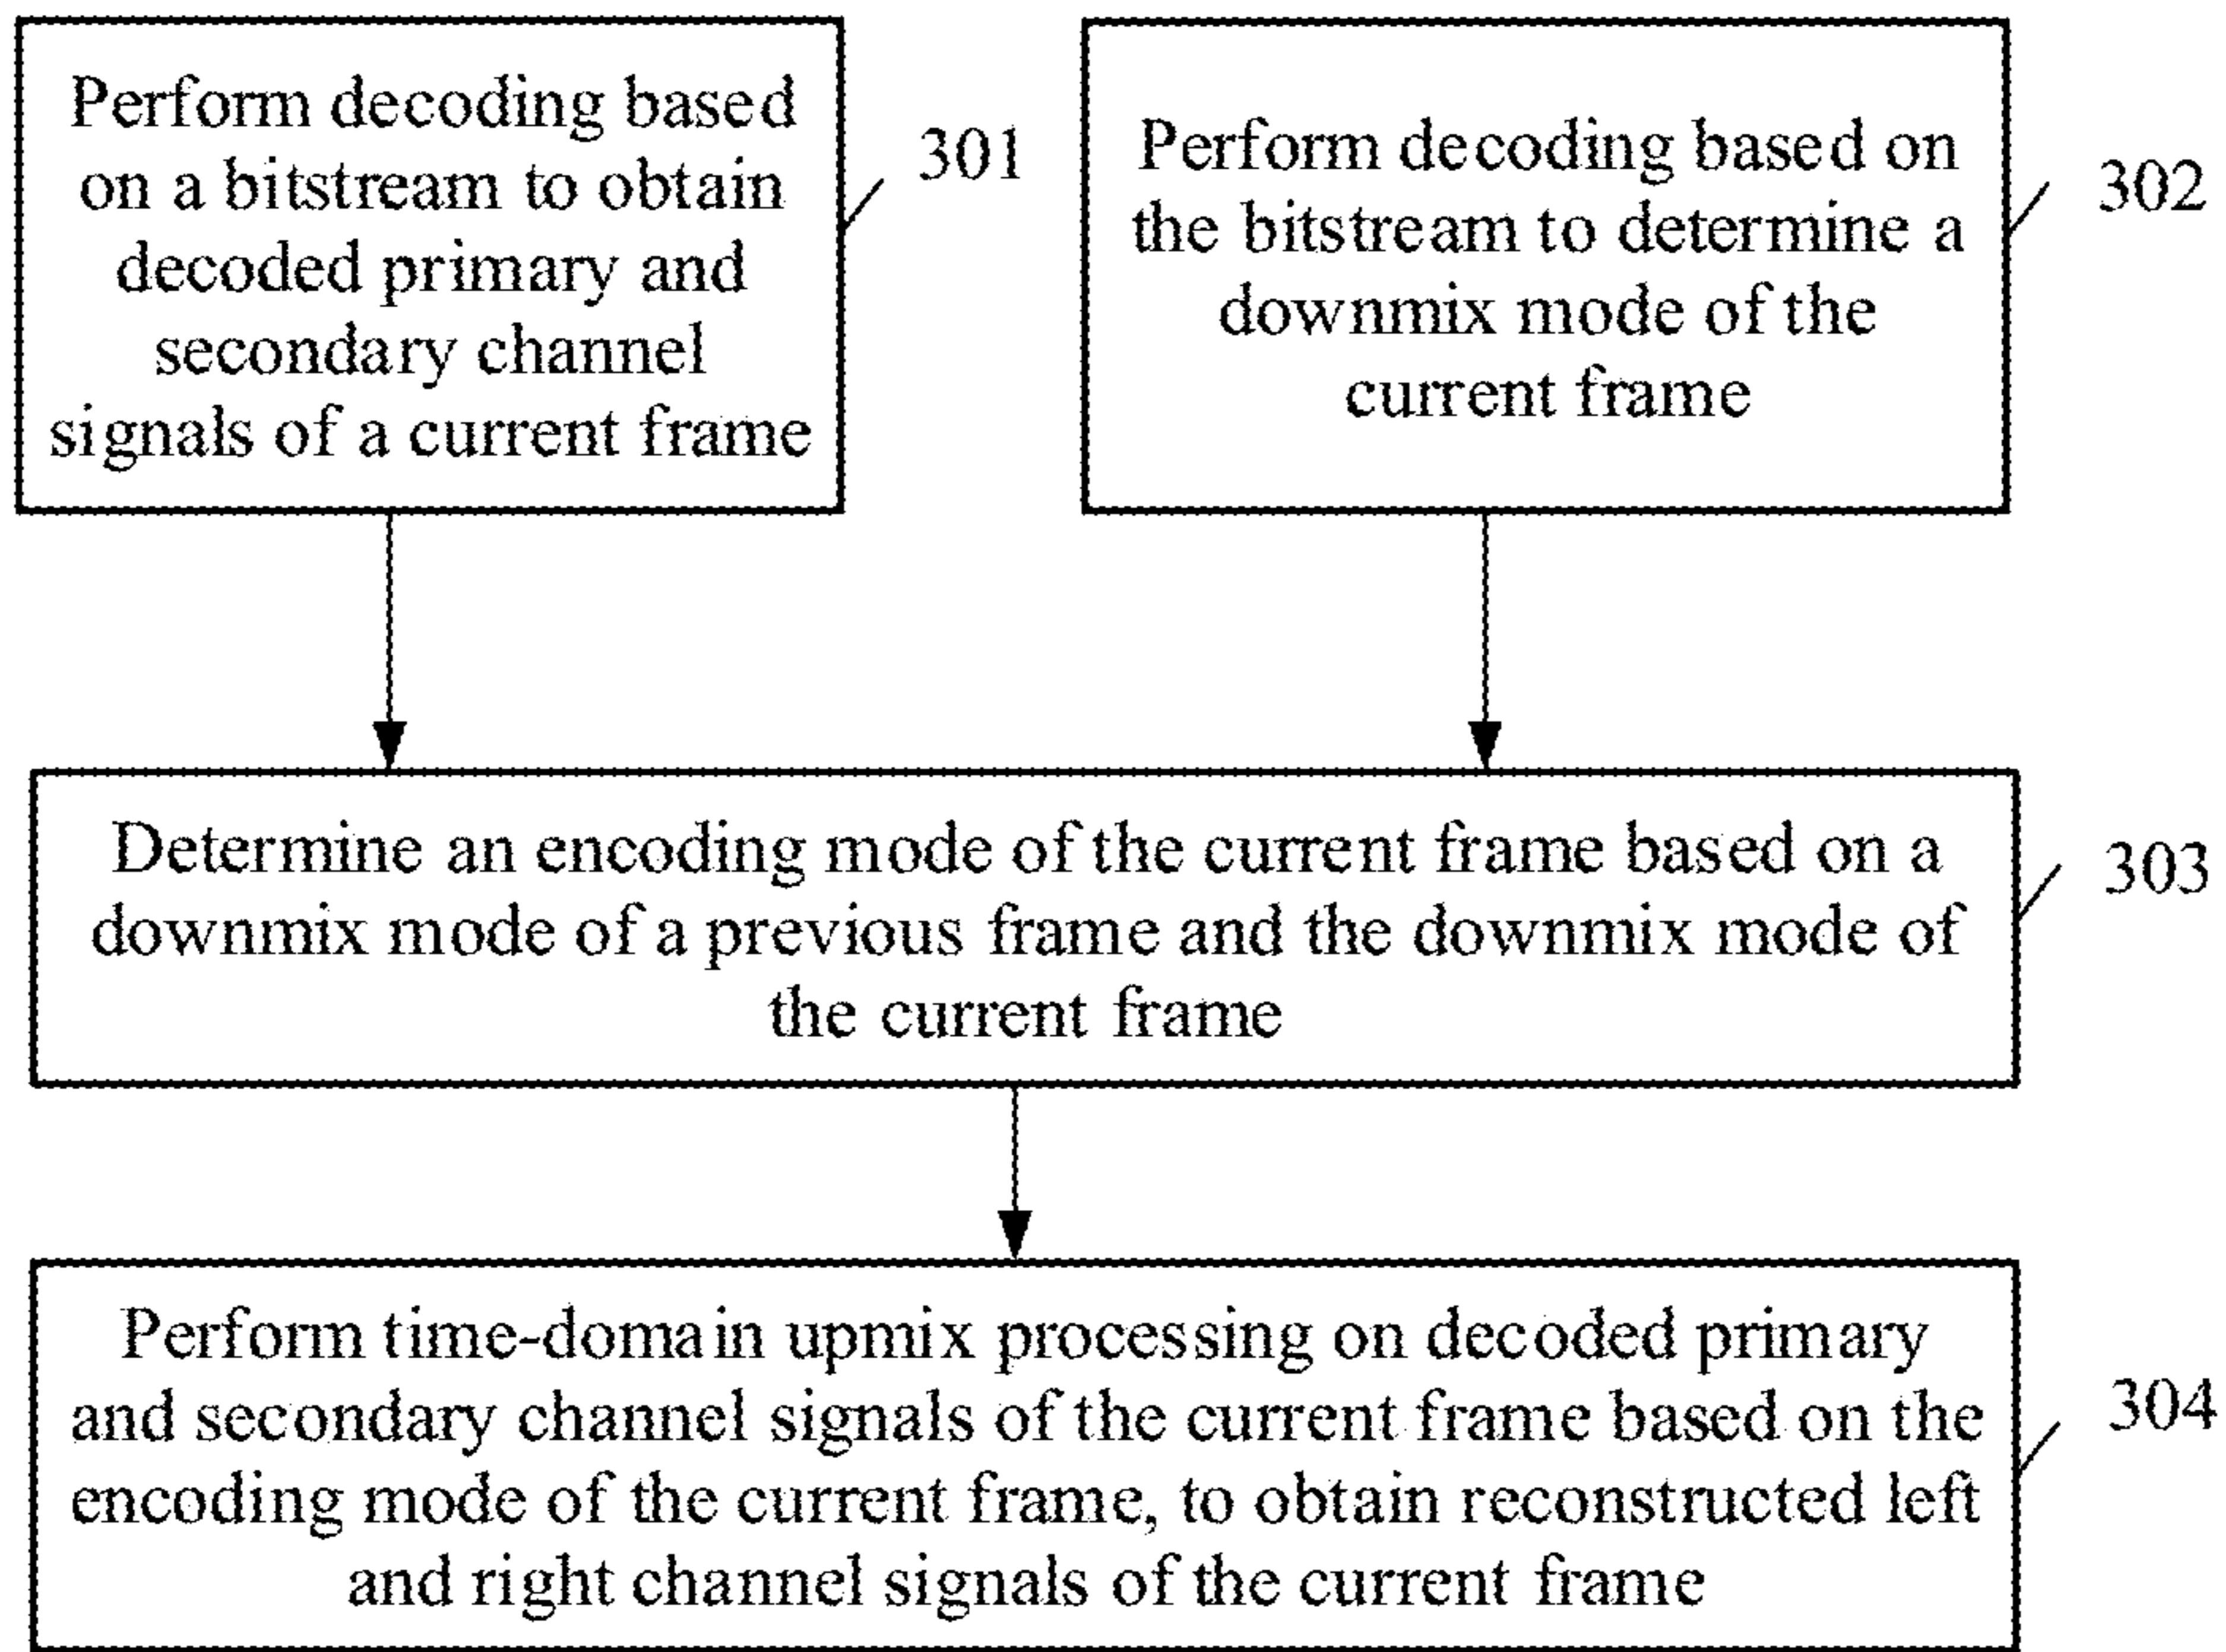 Perform decoding based
on a bitstream to obtain
decoded primary and
secondary channel
signals of a current frame
301
Perform decoding based on
the bitstream to determine a
downmix mode of the
current frame
302
Determine an encoding mode of the current frame based on a
downmix mode of a previous frame and the downmix mode of
the current frame
303
Perform time-domain upmix processing on decoded primary
and secondary channel signals of the current frame based on the
encoding mode of the current frame, to obtain reconstructed left
and right channel signals of the current frame
304